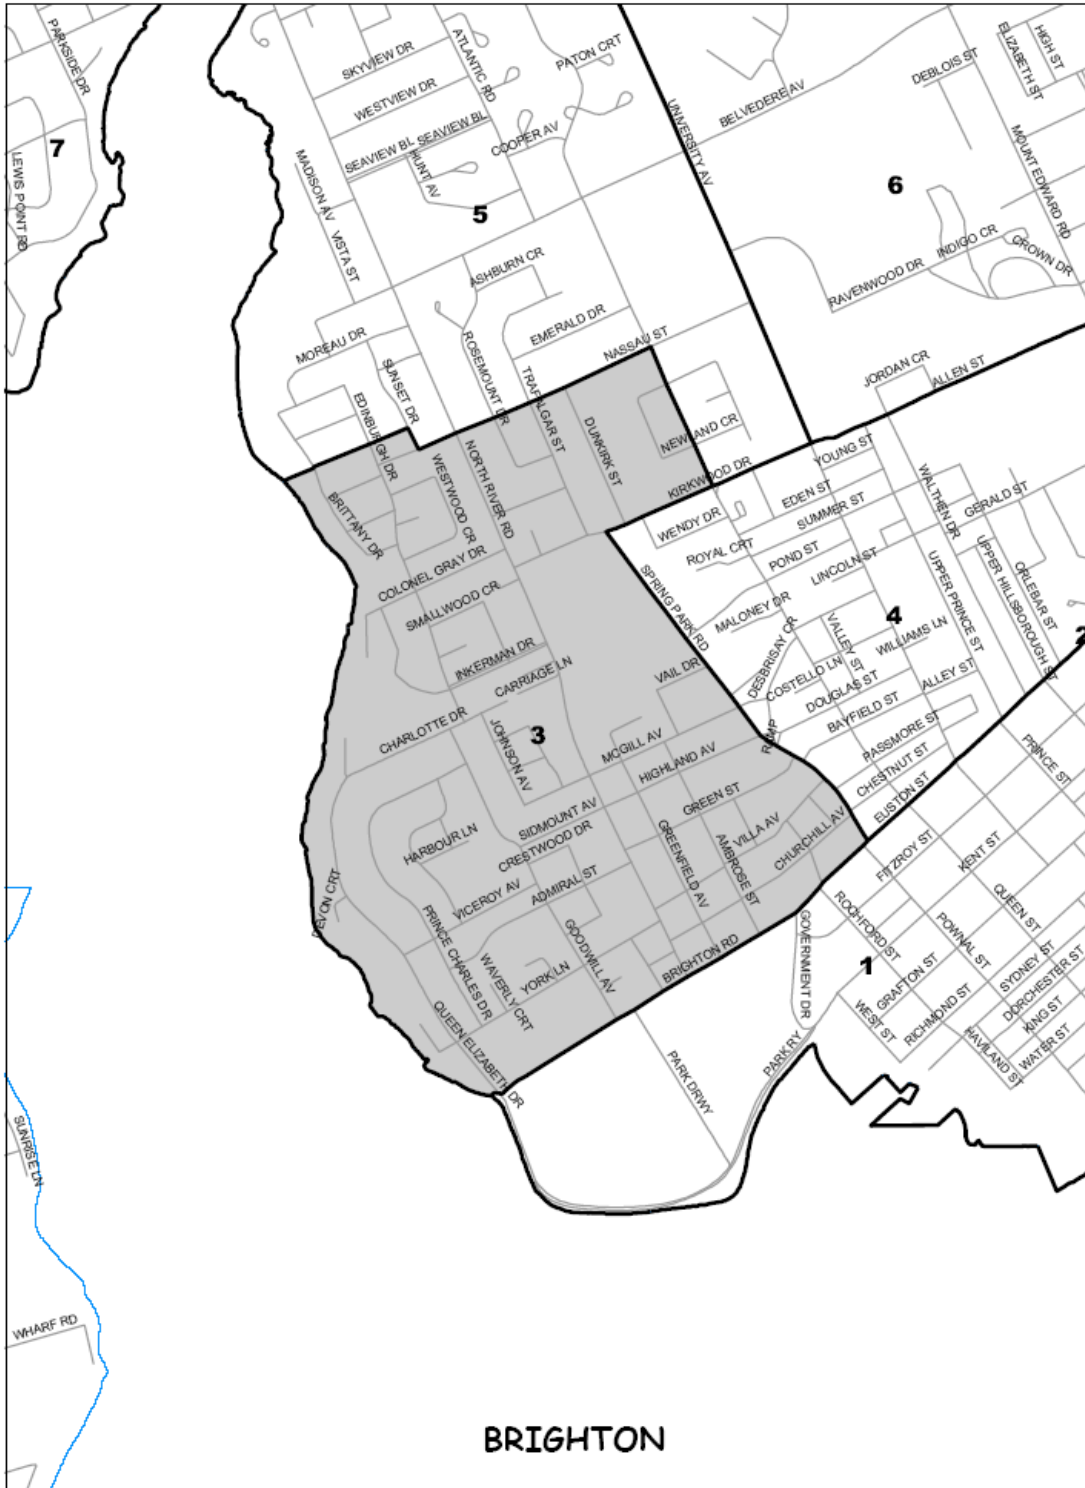 PARKSIDE DR
SKYVIEW DR
ATLANTIC RD
PATON CRT
WESTVIEW DR
UNIVERSITY AV
BELVEDERE AV
DEBLOIS ST
ELIZABETH ST
HIGH ST
7
LEWIS POINT RD
SEAVIEW BL
SEAVIEW BL
HUNT AV
COOPER AV
MADISON AV
VISTA ST
5
6
MOUNT EDWARD RD
ASHBURN CR
INDIGO CR
CROWN DR
RAVENWOOD DR
EMERALD DR
MOREAU DR
SUNSET DR
ROSEMOUNT DR
NASSAU ST
TRAFALGAR ST
JORDAN CR
ALLEN ST
EDINBURGH DR
DUNKIRK ST
NEWLAND CR
KIRKWOOD DR
YOUNG ST
WESTWOOD CR
NORTH RIVER RD
BRITTANY DR
WENDY DR
EDEN ST
SUMMER ST
WALTHEN DR
GERALD ST
ROYAL CRT
POND ST
LINCOLN ST
COLONEL GRAY DR
SMALLWOOD CR
SPRING PARK RD
MALONEY DR
UPPER PRINCE ST
UPPER HILLSBOROUGH ST
ORLEBAR ST
DESBRISAY CR
VALLEY ST
4
WILLIAMS LN
2
INKERMAN DR
CARRIAGE LN
VAIL DR
COSTELLO LN
DOUGLAS ST
ALLEY ST
CHARLOTTE DR
JOHNSON AV
3
MCGILL AV
HIGHLAND AV
RAMP
BAYFIELD ST
PASSMORE ST
CHESTNUT ST
EUSTON ST
PRINCE ST
HARBOUR LN
SIDMOUNT AV
CRESTWOOD DR
GREEN ST
GREENFIELD AV
AMBROSE ST
VILLA AV
CHURCHILL AV
FITZROY ST
KENT ST
DEVON CRT
VICEROY AV
ADMIRAL ST
PRINCE CHARLES DR
WAVERLY CRT
GOODWILL AV
YORK LN
BRIGHTON RD
GOVERNMENT DR
ROCHFORD ST
POWNAL ST
QUEEN ST
1
GRAFTON ST
SYDNEY ST
DORCHESTER ST
QUEEN ELIZABETH DR
WEST ST
RICHMOND ST
KING ST
HAVILAND ST
WATER ST
PARK DRWY
PARK RY
SUNRISE LN
WHARF RD
BRIGHTON